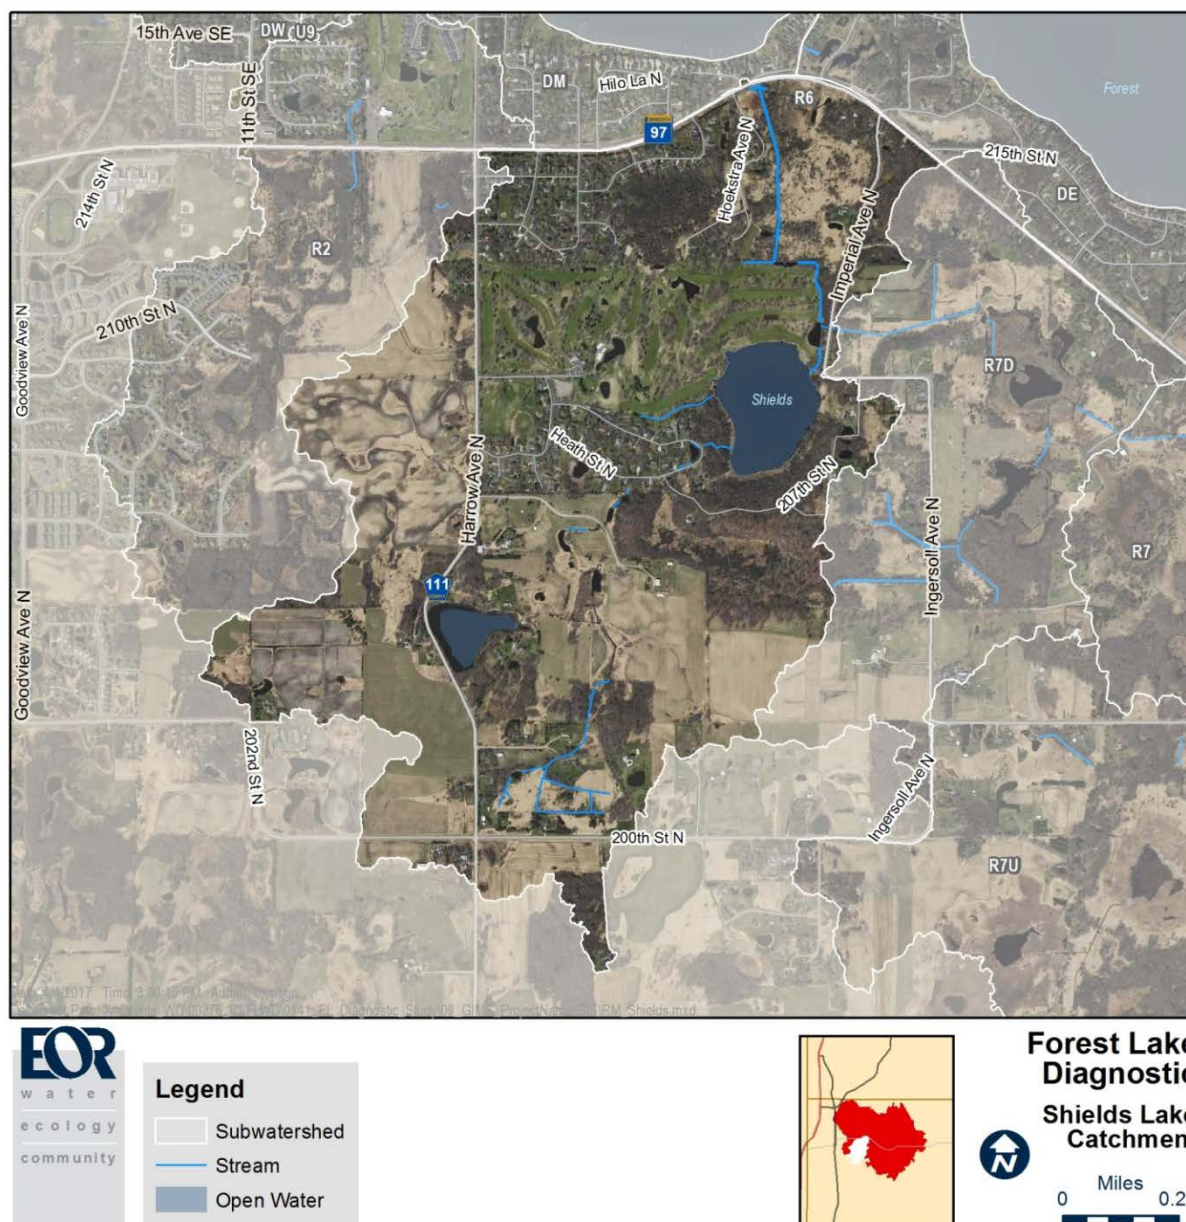 15th Ave SE
DW
U9
11th St SE
DM
Hilo La N
R6
Forest
97
Hoekstra Ave N
215th St N
DE
214th St N
R2
Imperial Ave N
210th St N
Goodview Ave N
R7D
Shields
Harrow Ave N
Heath St N
207th St N
Ingersoll Ave N
R7
111
Goodview Ave N
202nd St N
Ingersoll Ave N
200th St N
R7U
EOR
water
ecology
community
Legend
Subwatershed
Stream
Open Water
N
Forest Lake
Diagnostic
Shields Lake
Catchmen
Miles
0 0.2